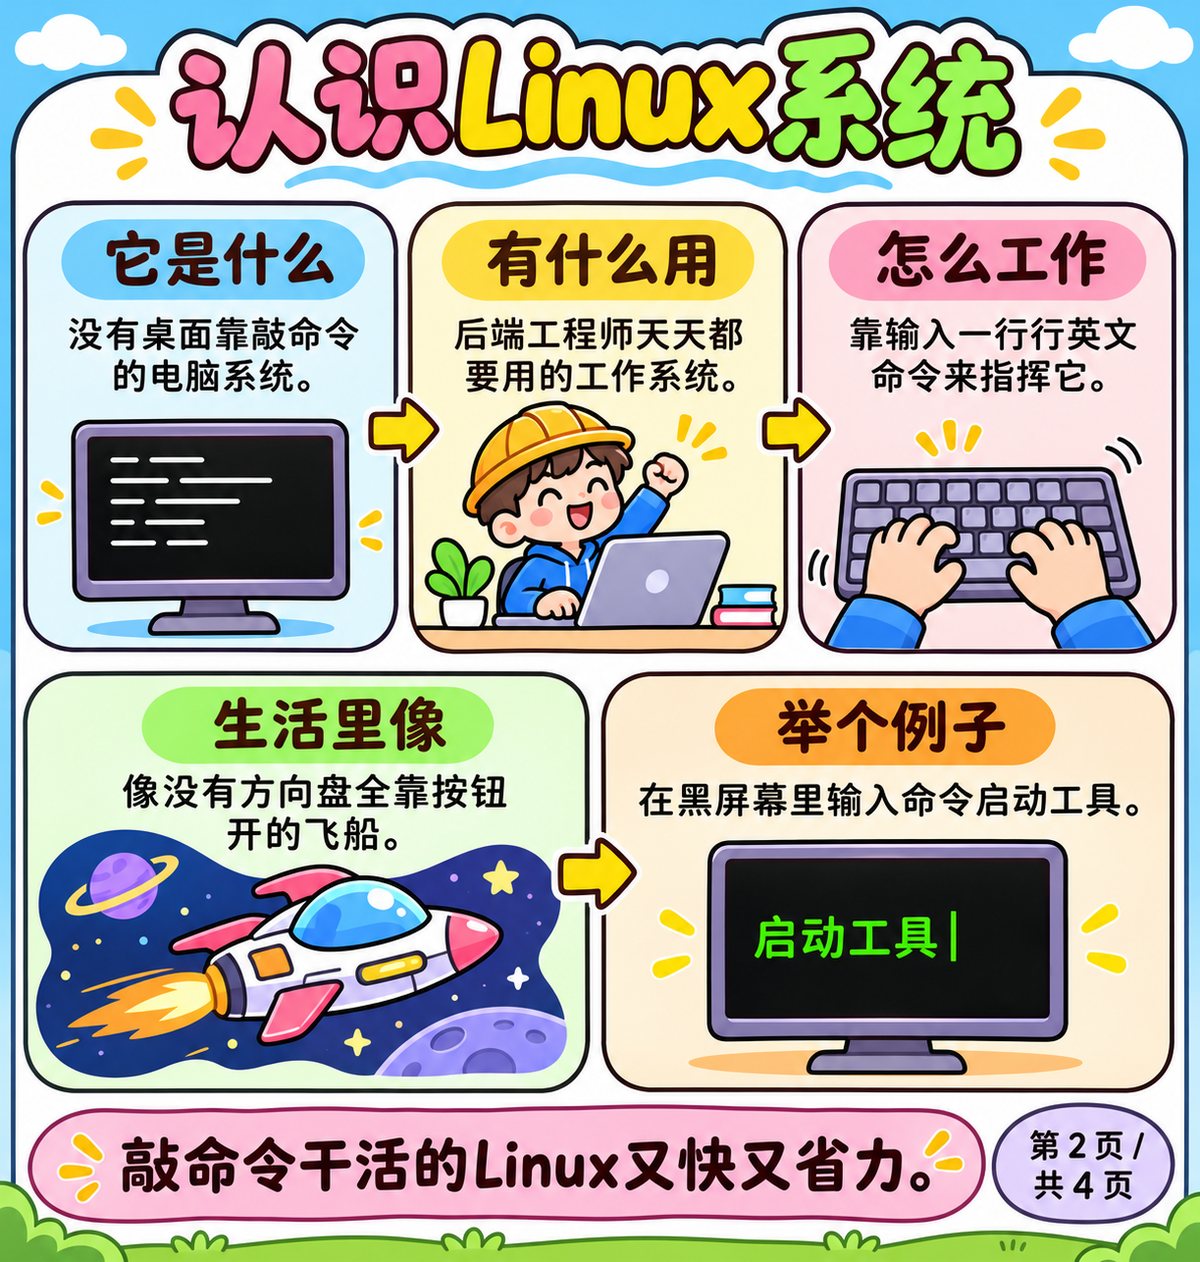 认识Linux系统
它是什么
没有桌面靠敲命令
的电脑系统。
有什么用
后端工程师天天都
要用的工作系统。
怎么工作
靠输入一行行英文
命令来指挥它。
生活里像
像没有方向盘全靠按钮
开的飞船。
举个例子
在黑屏幕里输入命令启动工具。
启动工具
敲命令干活的Linux又快又省力。
第 2 页 /
共 4 页